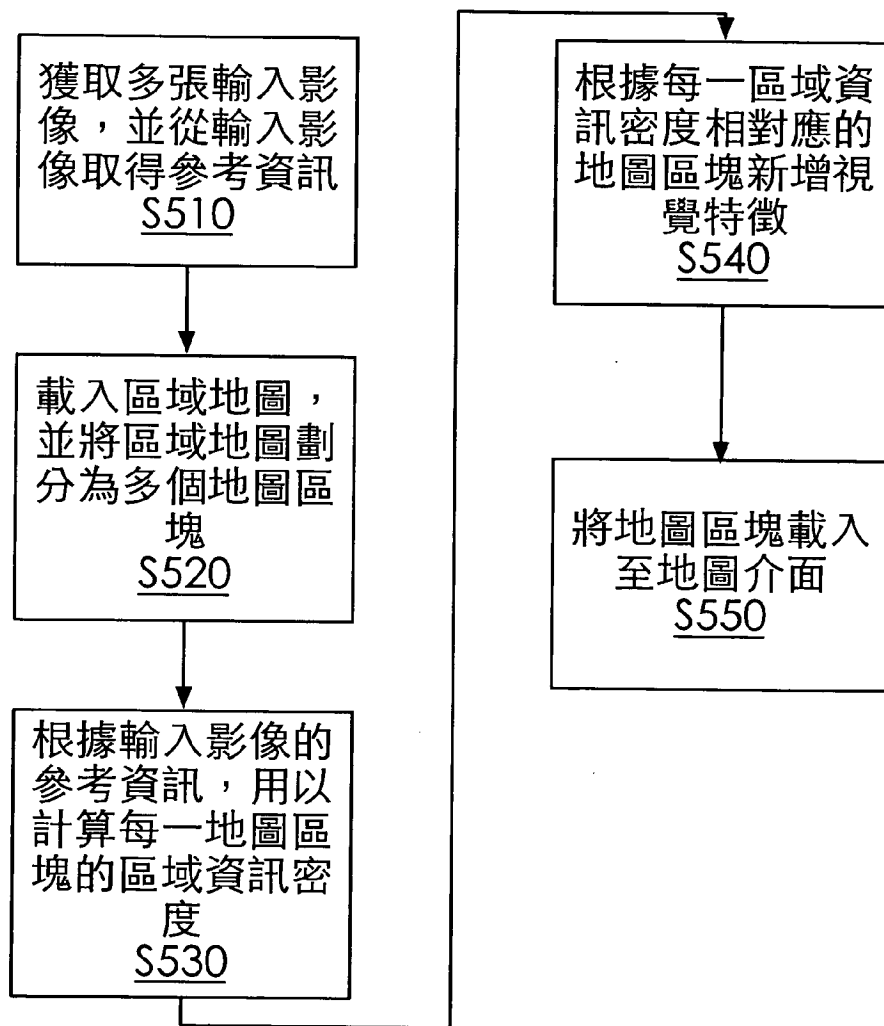 獲取多張輸入影
像，並從輸入影
像取得參考資訊
S510
載入區域地圖，
並將區域地圖劃
分為多個地圖區
塊
S520
根據輸入影像的
參考資訊，用以
計算每一地圖區
塊的區域資訊密
度
S530
根據每一區域資
訊密度相對應的
地圖區塊新增視
覺特徵
S540
將地圖區塊載入
至地圖介面
S550